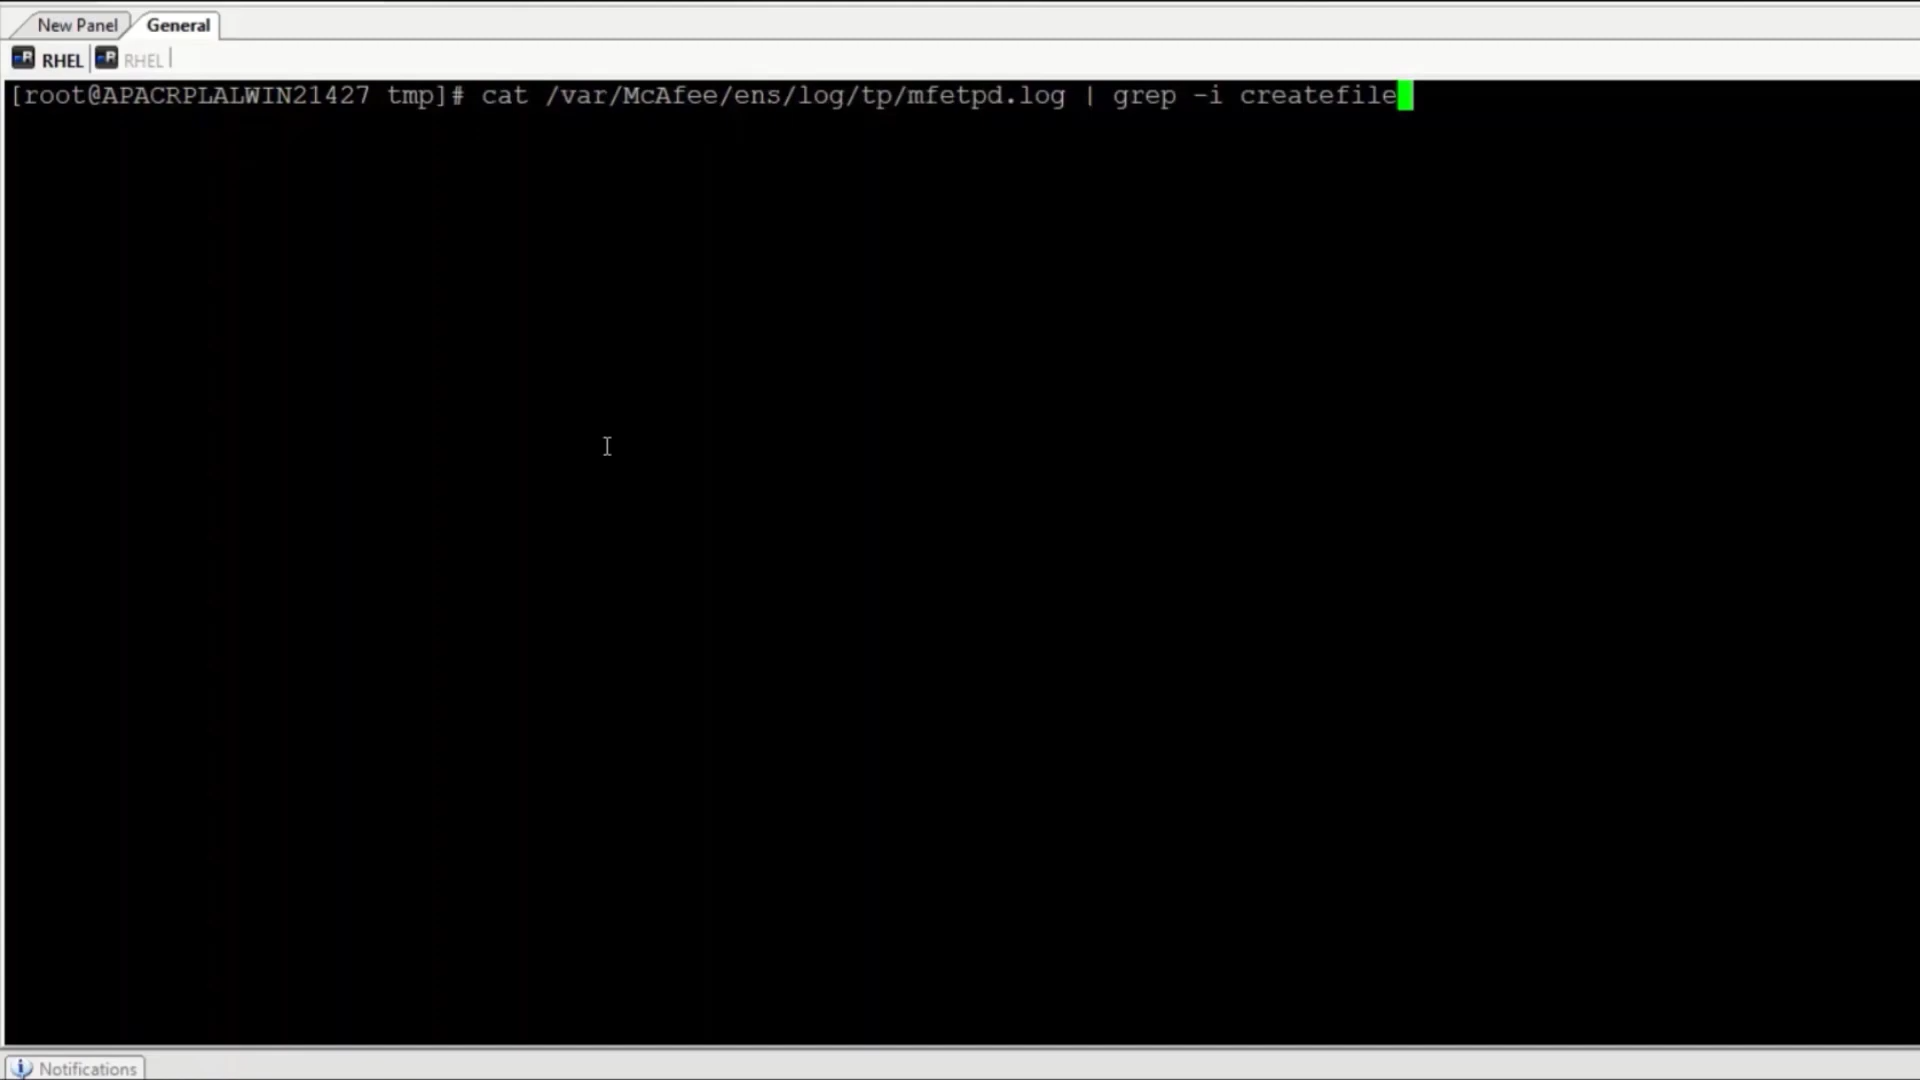 New Panel General
RHEL RHEL
[root@APACRPLALWIN21427 tmp]# cat /var/McAfee/ens/log/tp/mfetpd.log | grep -i createfile
Notifications